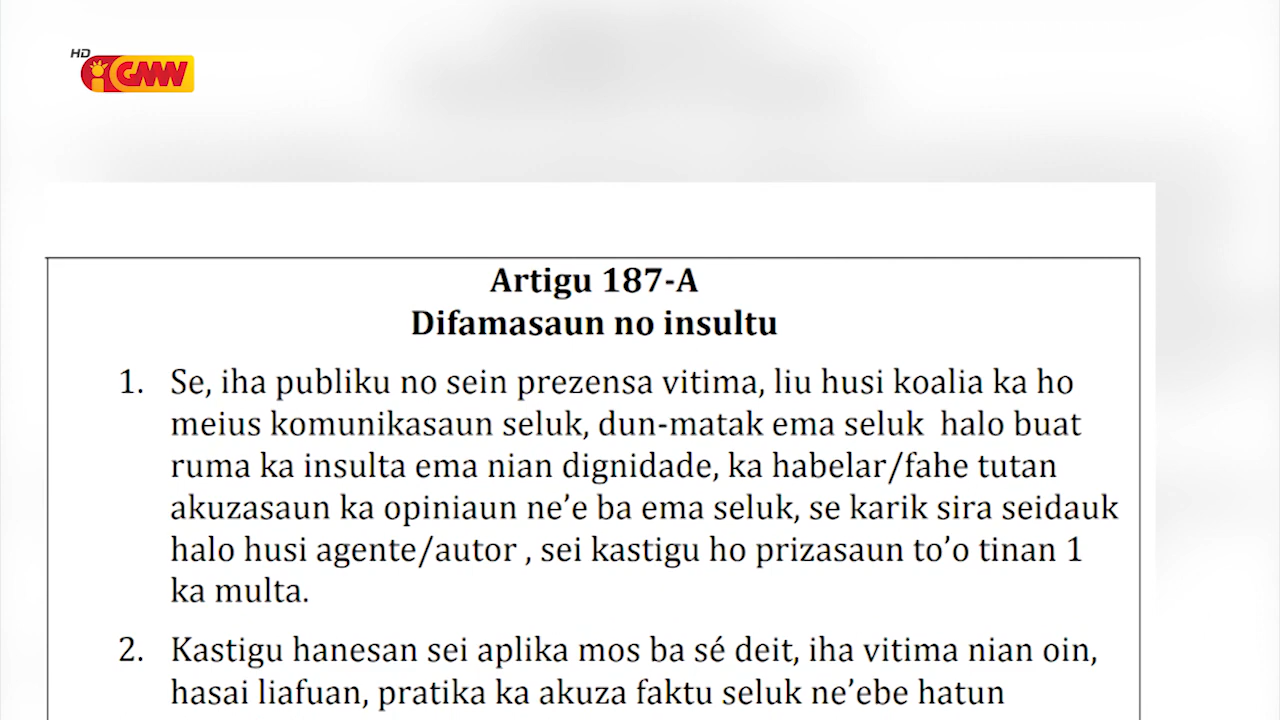 HD
GMN
Artigu 187-A
Difamasaun no insultu
1. Se, iha publiku no sein prezensa vitima, liu husi koalia ka ho
meius komunikasaun seluk, dun-matak ema seluk halo buat
ruma ka insulta ema nian dignidade, ka habelar/fahe tutan
akuzasaun ka opiniaun ne’e ba ema seluk, se karik sira seidauk
halo husi agente/autor , sei kastigu ho prizasaun to’o tinan 1
ka multa.
2. Kastigu hanesan sei aplika mos ba sé deit, iha vitima nian oin,
hasai liafuan, pratika ka akuza faktu seluk ne’ebe hatun